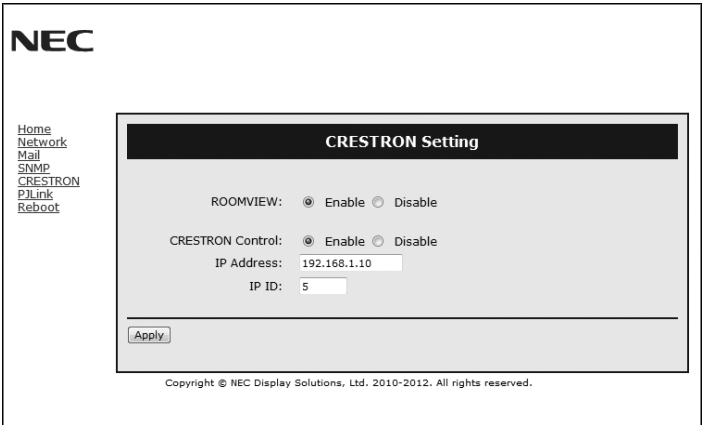 NEC
Home
Network
Mail
SNMP
CRESTRON
PJLink
Reboot
CRESTRON Setting
ROOMVIEW: Enable Disable
CRESTRON Control: Enable Disable
IP Address: 192.168.1.10
IP ID: 5
Apply
Copyright © NEC Display Solutions, Ltd. 2010-2012. All rights reserved.